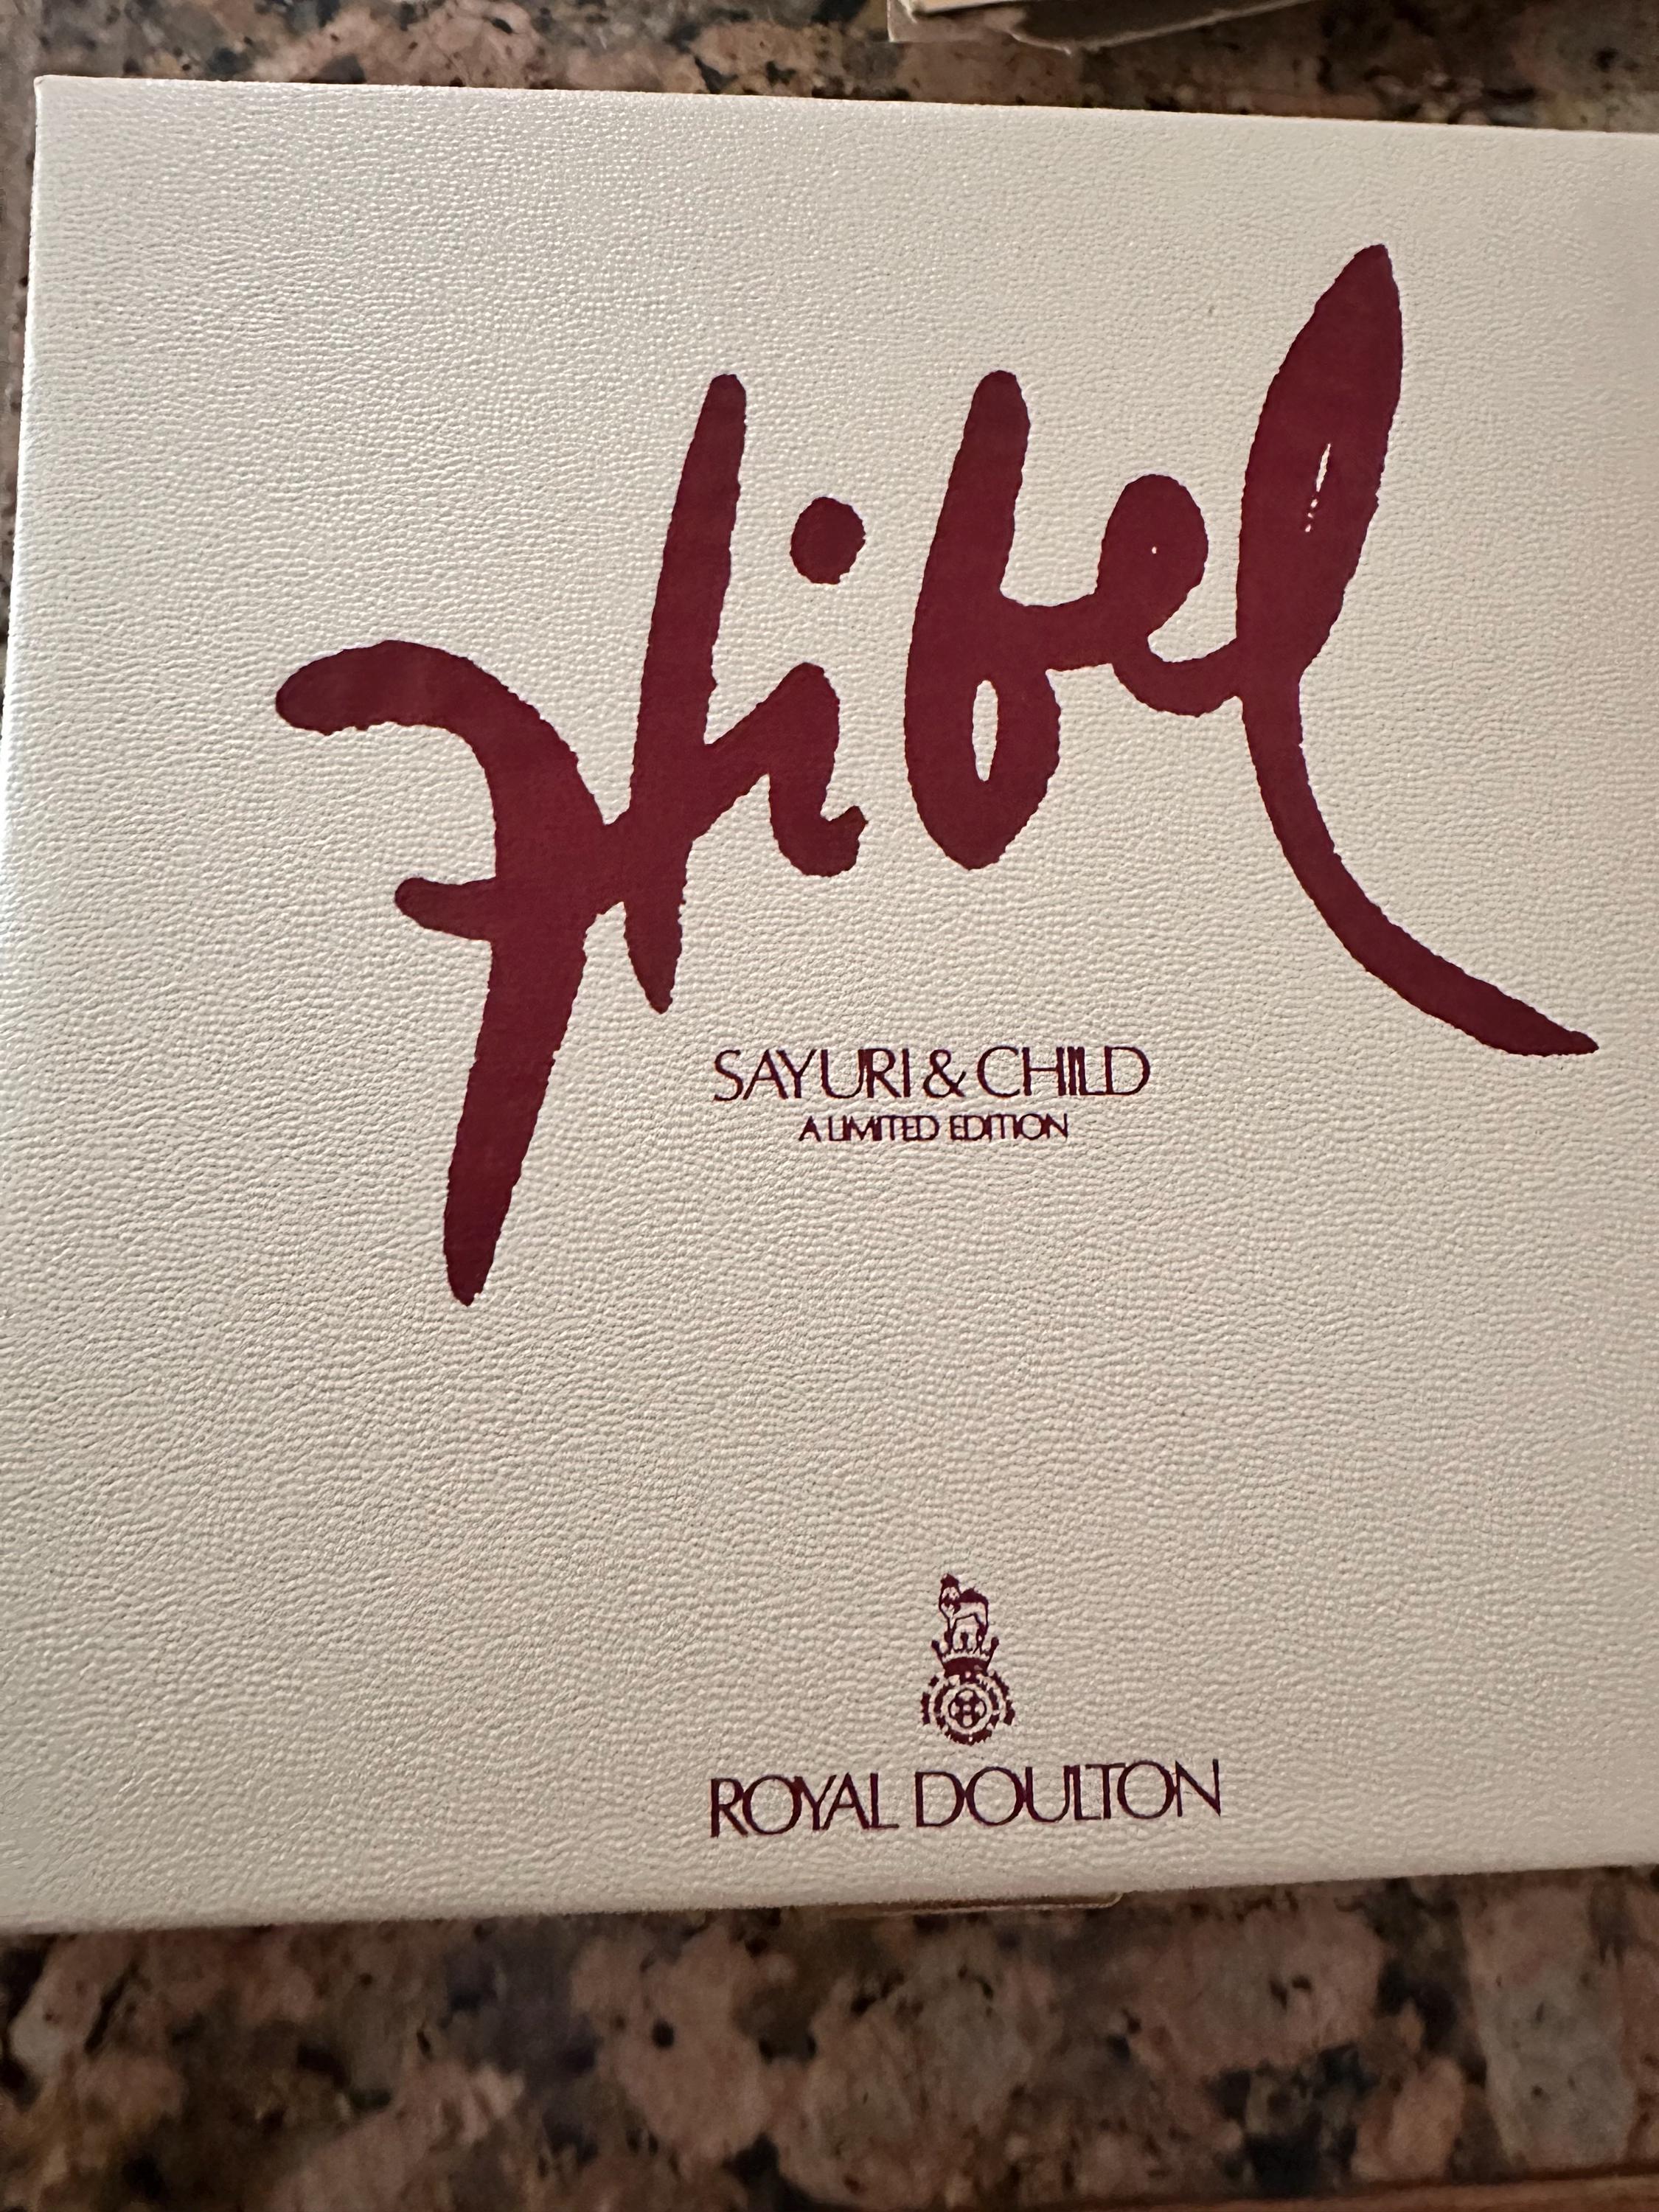 Hibel
SAYURI & CHILD
A LIMITED EDITION
ROYAL DOULTON